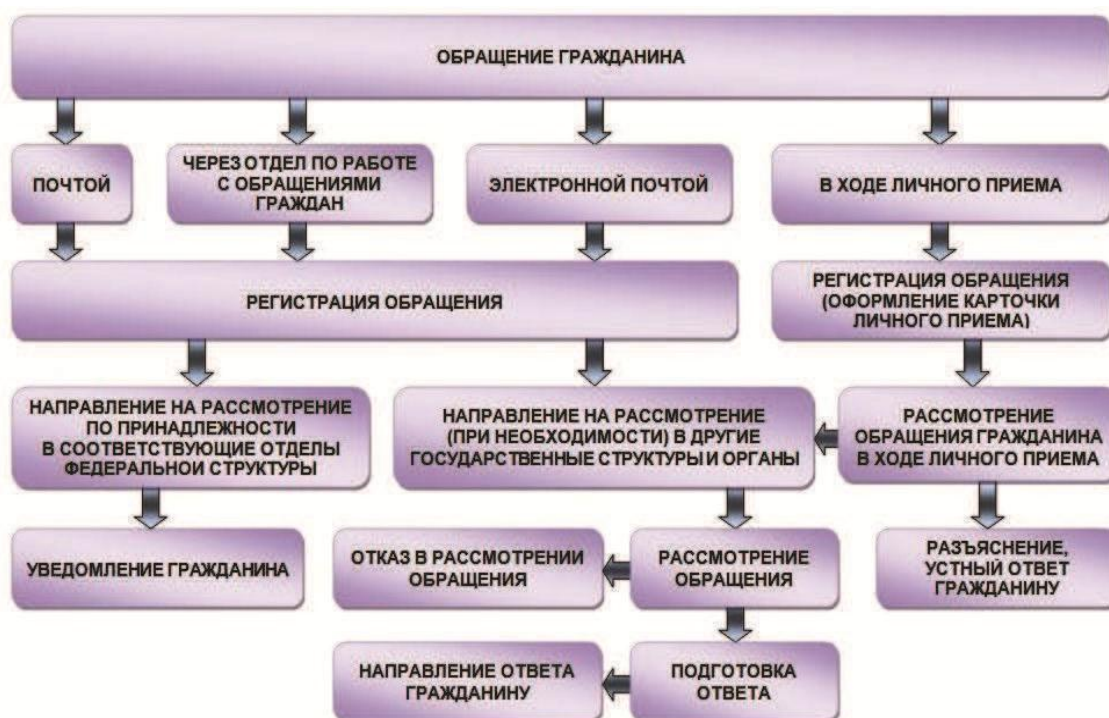 ОБРАЩЕНИЕ ГРАЖДАНИНА
ПОЧТОЙ
ЧЕРЕЗ ОТДЕЛ ПО РАБОТЕ
С ОБРАЩЕНИЯМИ
ГРАЖДАН
ЭЛЕКТРОННОЙ ПОЧТОЙ
В ХОДЕ ЛИЧНОГО ПРИЕМА
РЕГИСТРАЦИЯ ОБРАЩЕНИЯ
РЕГИСТРАЦИЯ ОБРАЩЕНИЯ
(ОФОРМЛЕНИЕ КАРТОЧКИ
ЛИЧНОГО ПРИЕМА)
НАПРАВЛЕНИЕ НА РАССМОТРЕНИЕ
ПО ПРИНАДЛЕЖНОСТИ
В СООТВЕТСТВУЮЩИЕ ОТДЕЛЫ
ФЕДЕРАЛЬНОЙ СТРУКТУРЫ
НАПРАВЛЕНИЕ НА РАССМОТРЕНИЕ
(ПРИ НЕОБХОДИМОСТИ) В ДРУГИЕ
ГОСУДАРСТВЕННЫЕ СТРУКТУРЫ И ОРГАНЫ
РАССМОТРЕНИЕ
ОБРАЩЕНИЯ ГРАЖДАНИНА
В ХОДЕ ЛИЧНОГО ПРИЕМА
УВЕДОМЛЕНИЕ ГРАЖДАНИНА
ОТКАЗ В РАССМОТРЕНИИ
ОБРАЩЕНИЯ
РАССМОТРЕНИЕ
ОБРАЩЕНИЯ
РАЗЪЯСНЕНИЕ,
УСТНЫЙ ОТВЕТ
ГРАЖДАНИНУ
НАПРАВЛЕНИЕ ОТВЕТА
ГРАЖДАНИНУ
ПОДГОТОВКА
ОТВЕТА